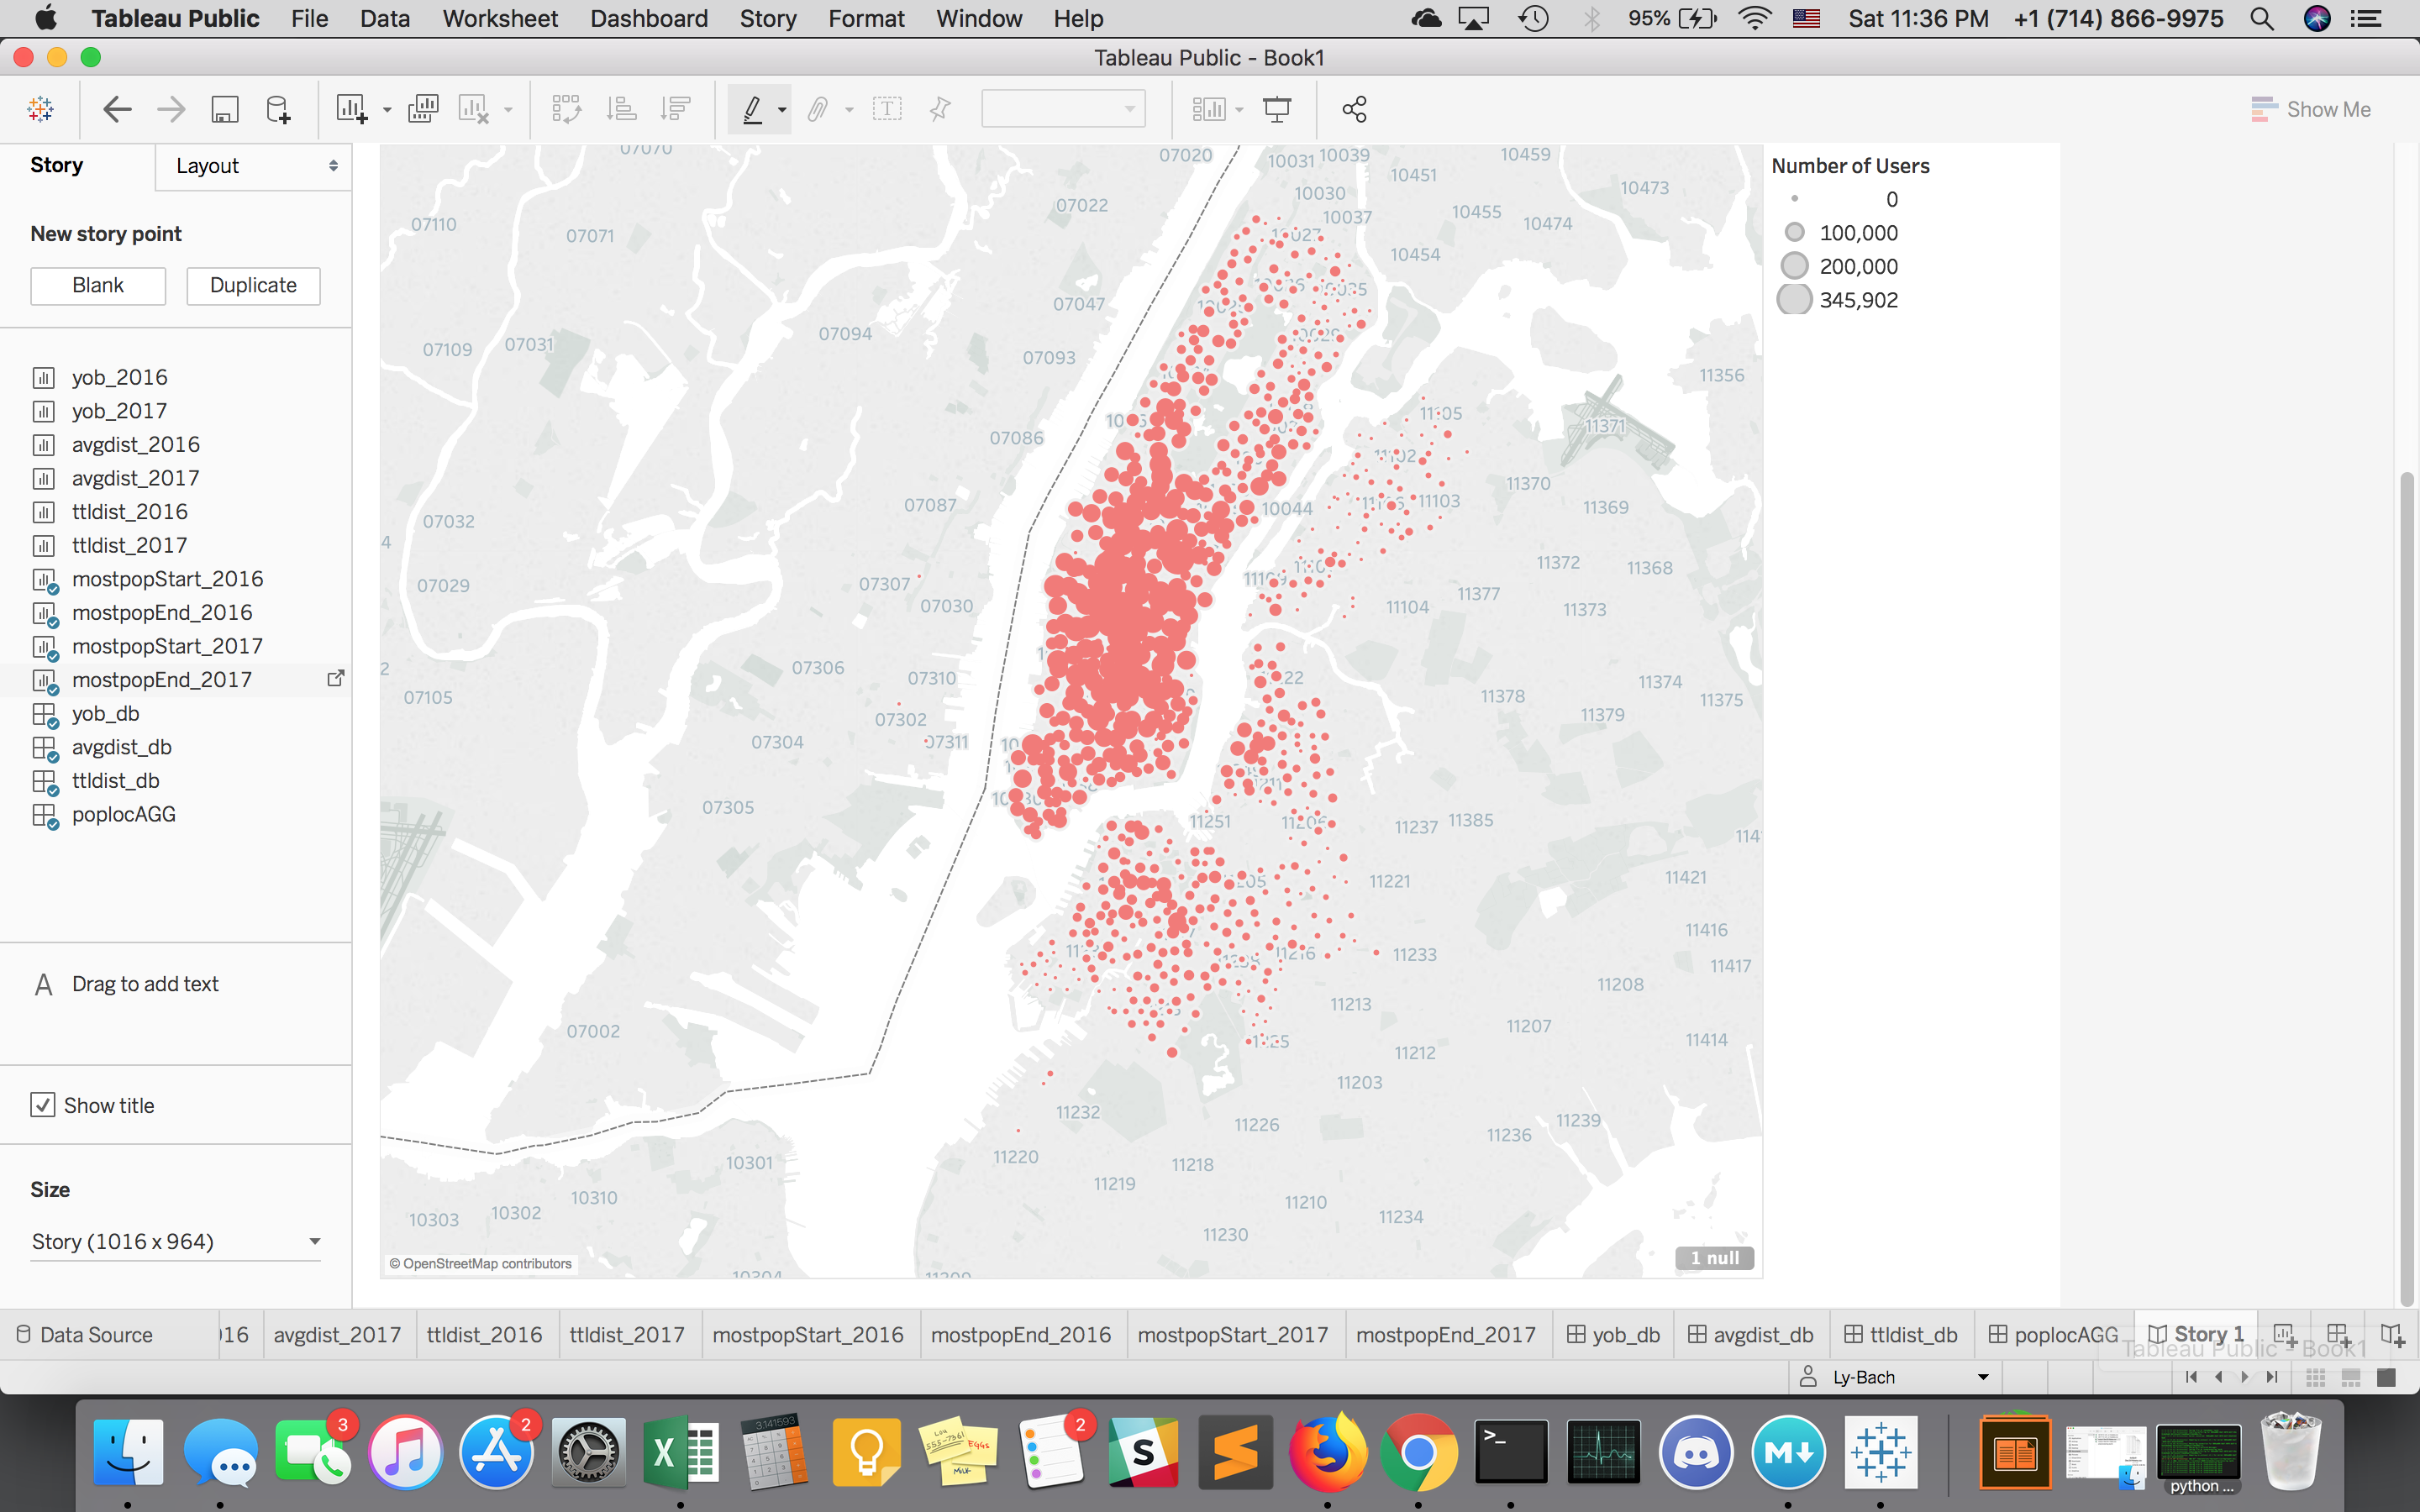 Tableau Public File Data Worksheet Dashboard Story Format Window Help 95% Sat 11:36 PM +1 (714) 866-9975
Tableau Public - Book1
Show Me
Story Layout
New story point
Blank Duplicate
yob_2016
yob_2017
avgdist_2016
avgdist_2017
ttldist_2016
ttldist_2017
mostpopStart_2016
mostpopEnd_2016
mostpopStart_2017
mostpopEnd_2017
yob_db
avgdist_db
ttldist_db
poplocAGG
A Drag to add text
Show title
Size
Story (1016 x 964)
07070 07020 10031 10039 10459
10451 10473
10030
07022 10037 10455 10474
07110 07071
10454
07047
07094
07109 07031 07093
11356
11105
11371
07086
11102
11370
07087 10044 11103 11369
07032
11372 11368
07029 07307 07030 11104 11377 11373
07306 07310 11374
07105 11378 11375
07302 11379
07304 07311
07305 11251 11206 11237 11385
11221 11421
11416
11216 11233 11417
11208
11213
07002 11207
11225 11414
11212
11203
11232 11226 11239
11236
10301 11220 11218
10310 11219 11210
10303 10302 11234
11230
10304 11209
© OpenStreetMap contributors
1 null
Number of Users
0
100,000
200,000
345,902
Data Source avgdist_2017 ttldist_2016 ttldist_2017 mostpopStart_2016 mostpopEnd_2016 mostpopStart_2017 mostpopEnd_2017 yob_db avgdist_db ttldist_db poplocAGG Story 1
Tableau Public - Book1
Ly-Bach
3 2 3.141593 2
python ...